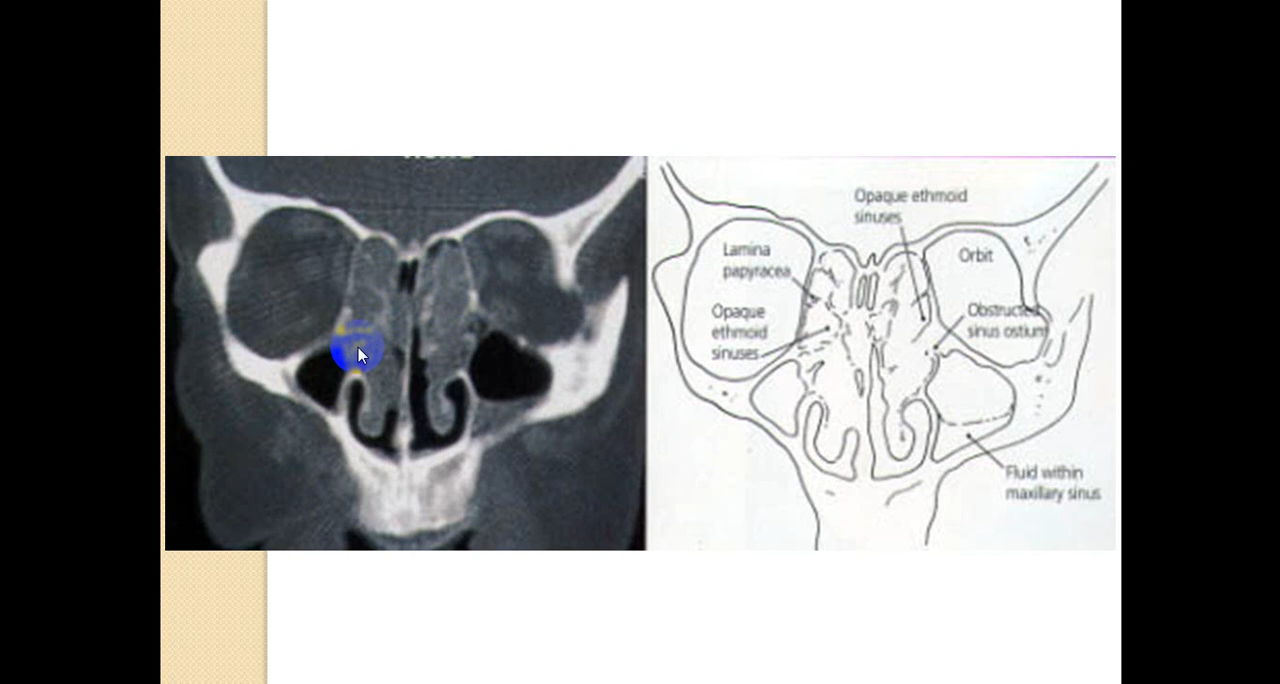 Opaque ethmoid
sinuses
Lamina
papyracea
Orbit
Opaque
ethmoid
sinuses
Obstructed
sinus ostium
Fluid within
maxillary sinus